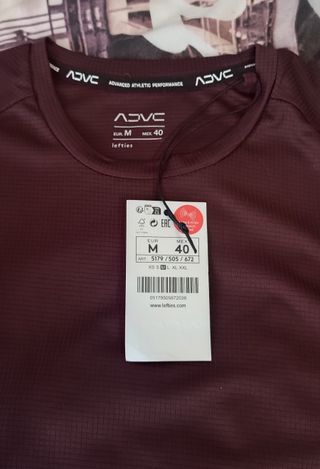 ADVC
ADVANCED ATHLETIC PERFORMANCE
ADVC
ADVC
EUR. M
MEX. 40
lefties
EUR
MEX.
M
40
ART. 5179 / 505 / 672
XS S M L XL XXL
www.lefties.com